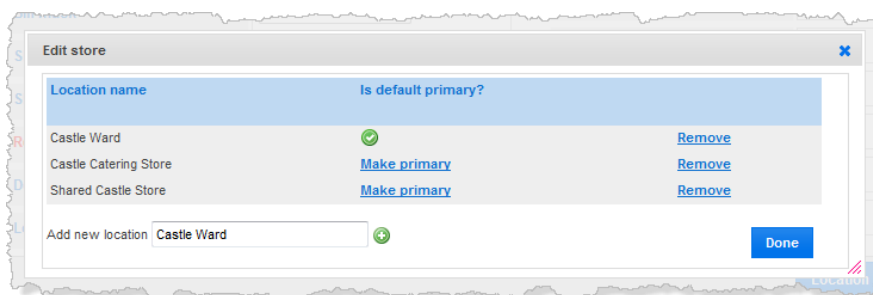 Edit store
Location name Is default primary?
Castle Ward Remove
Castle Catering Store Make primary Remove
Shared Castle Store Make primary Remove
Add new location Castle Ward
Done
Location